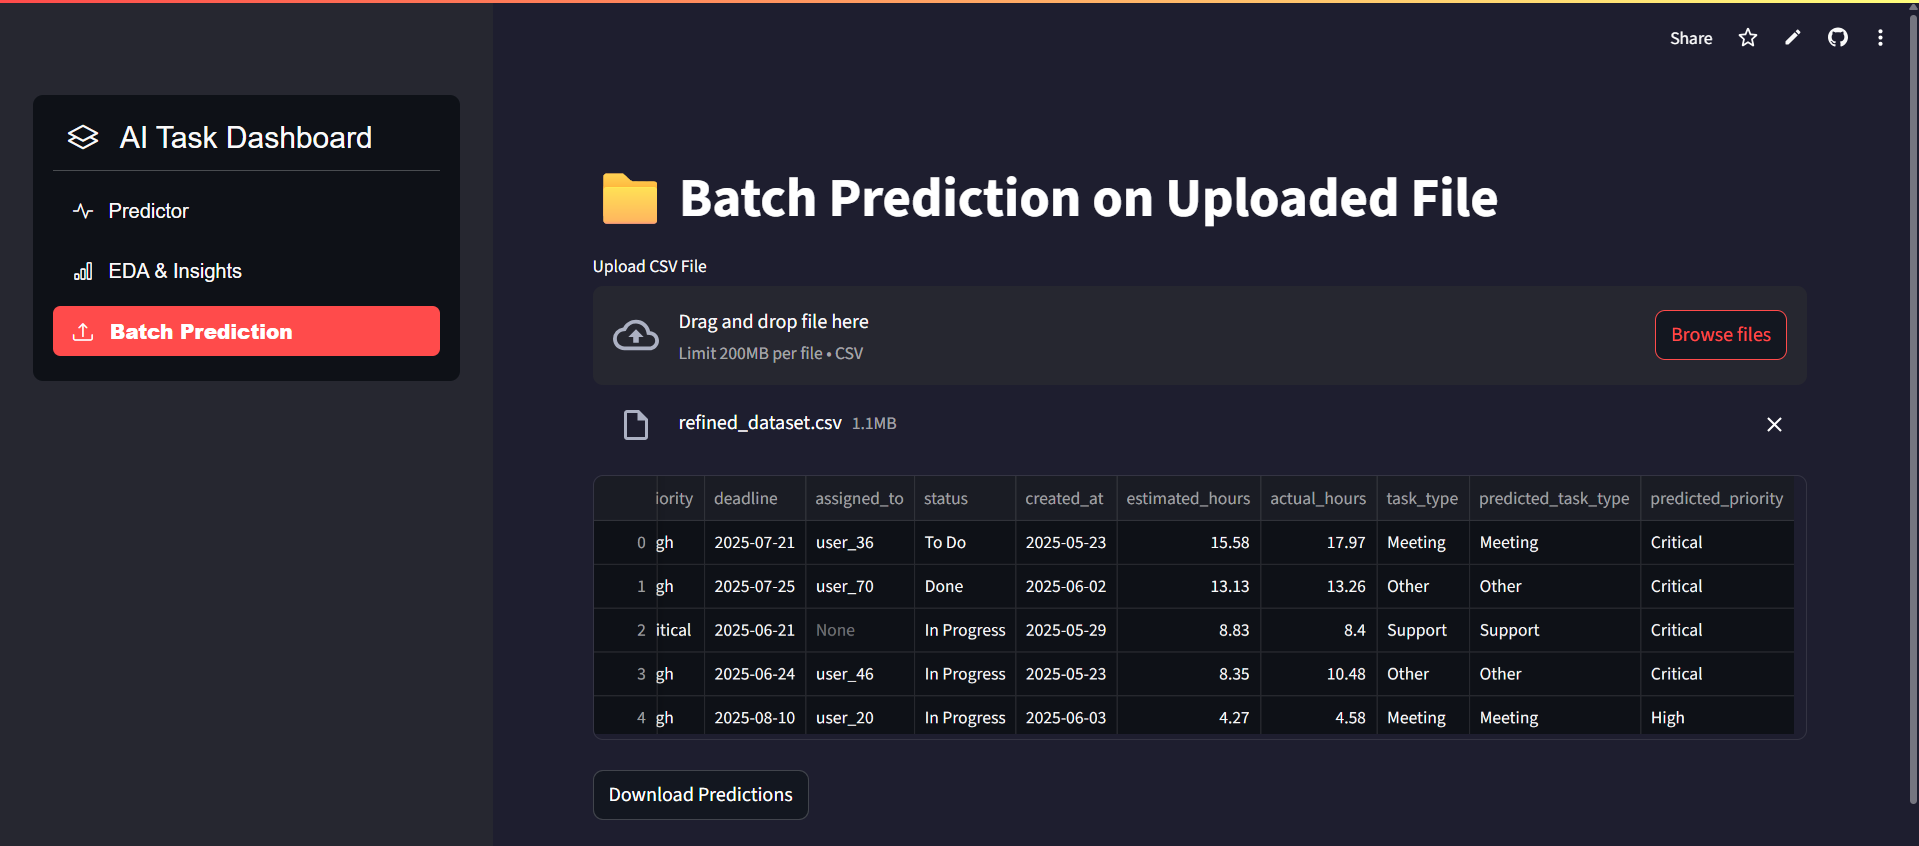 Share
AI Task Dashboard
Predictor
EDA & Insights
Batch Prediction
Batch Prediction on Uploaded File
Upload CSV File
Drag and drop file here
Limit 200MB per file • CSV
Browse files
refined_dataset.csv 1.1MB
iority deadline assigned_to status created_at estimated_hours actual_hours task_type predicted_task_type predicted_priority
0 gh 2025-07-21 user_36 To Do 2025-05-23 15.58 17.97 Meeting Meeting Critical
1 gh 2025-07-25 user_70 Done 2025-06-02 13.13 13.26 Other Other Critical
2 itical 2025-06-21 None In Progress 2025-05-29 8.83 8.4 Support Support Critical
3 gh 2025-06-24 user_46 In Progress 2025-05-23 8.35 10.48 Other Other Critical
4 gh 2025-08-10 user_20 In Progress 2025-06-03 4.27 4.58 Meeting Meeting High
Download Predictions